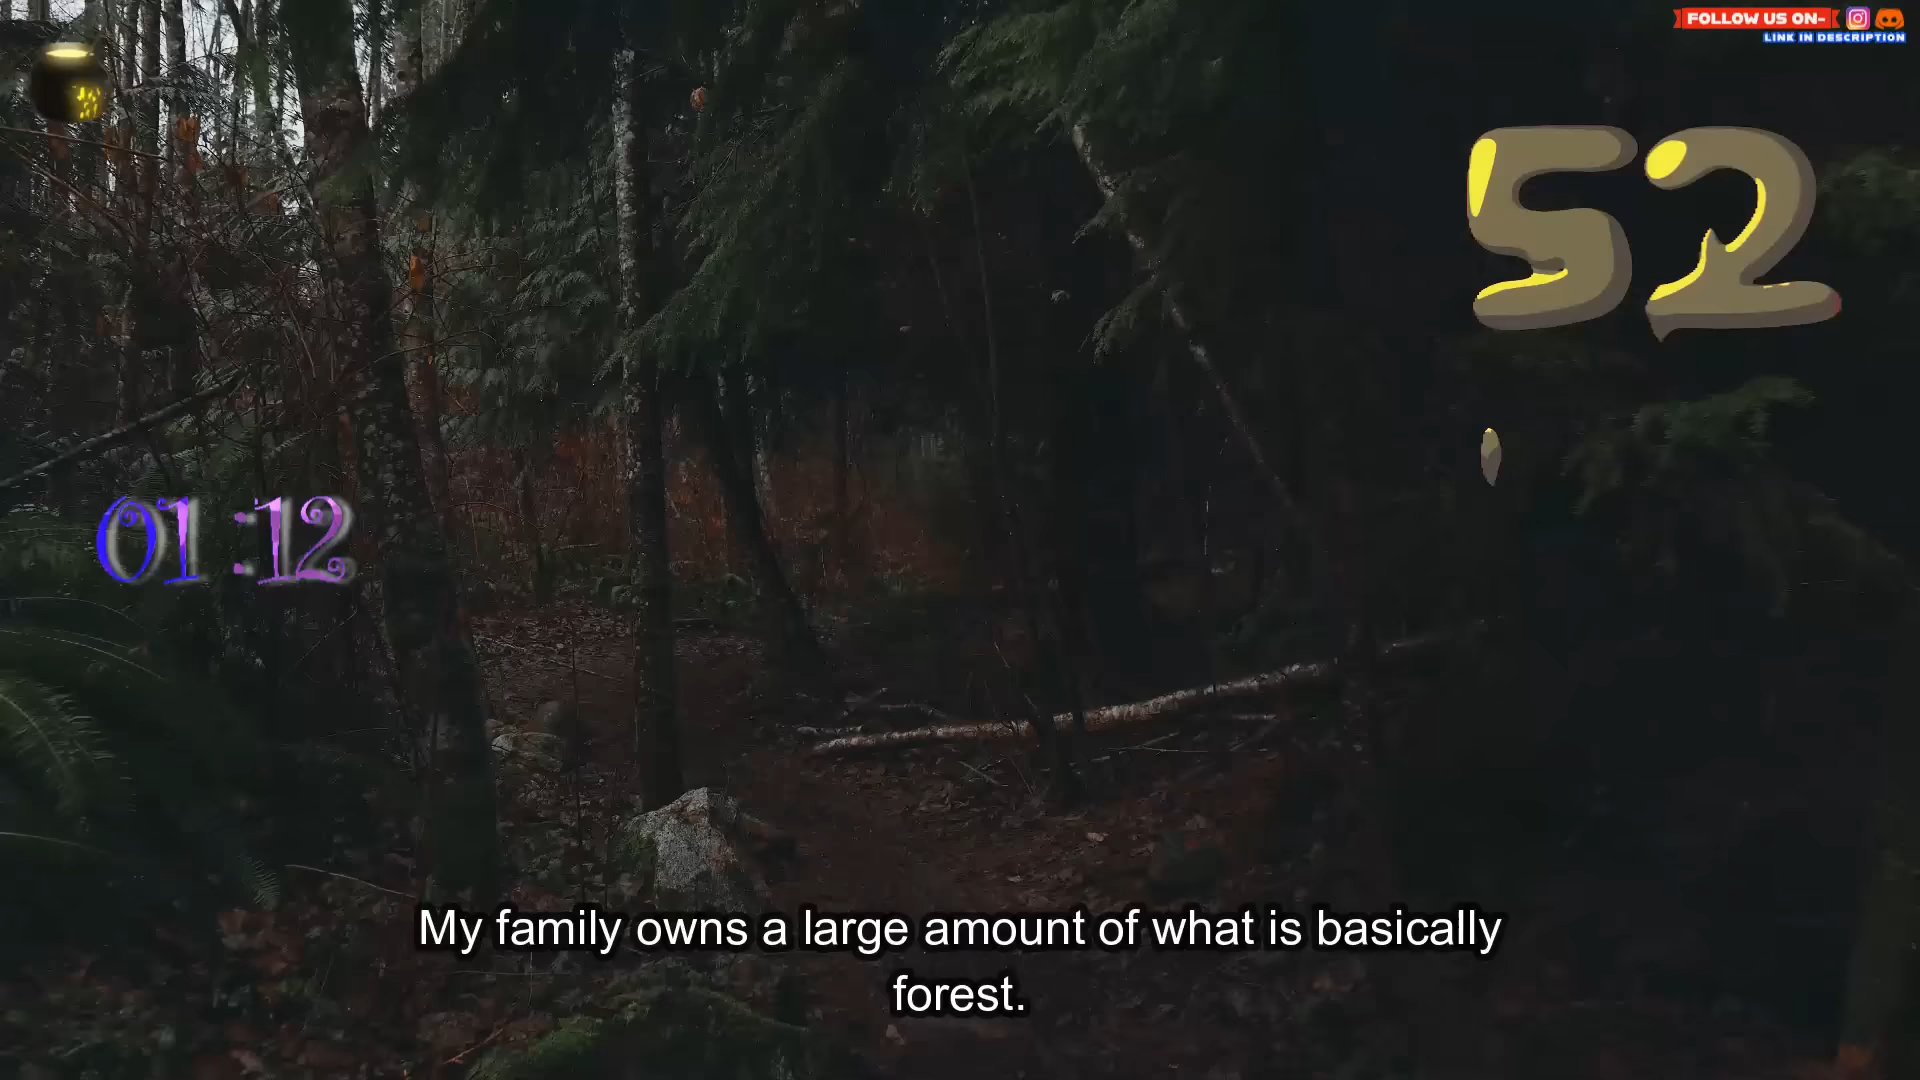 FOLLOW US ON-
LINK IN DESCRIPTION
52
01:12
My family owns a large amount of what is basically
forest.